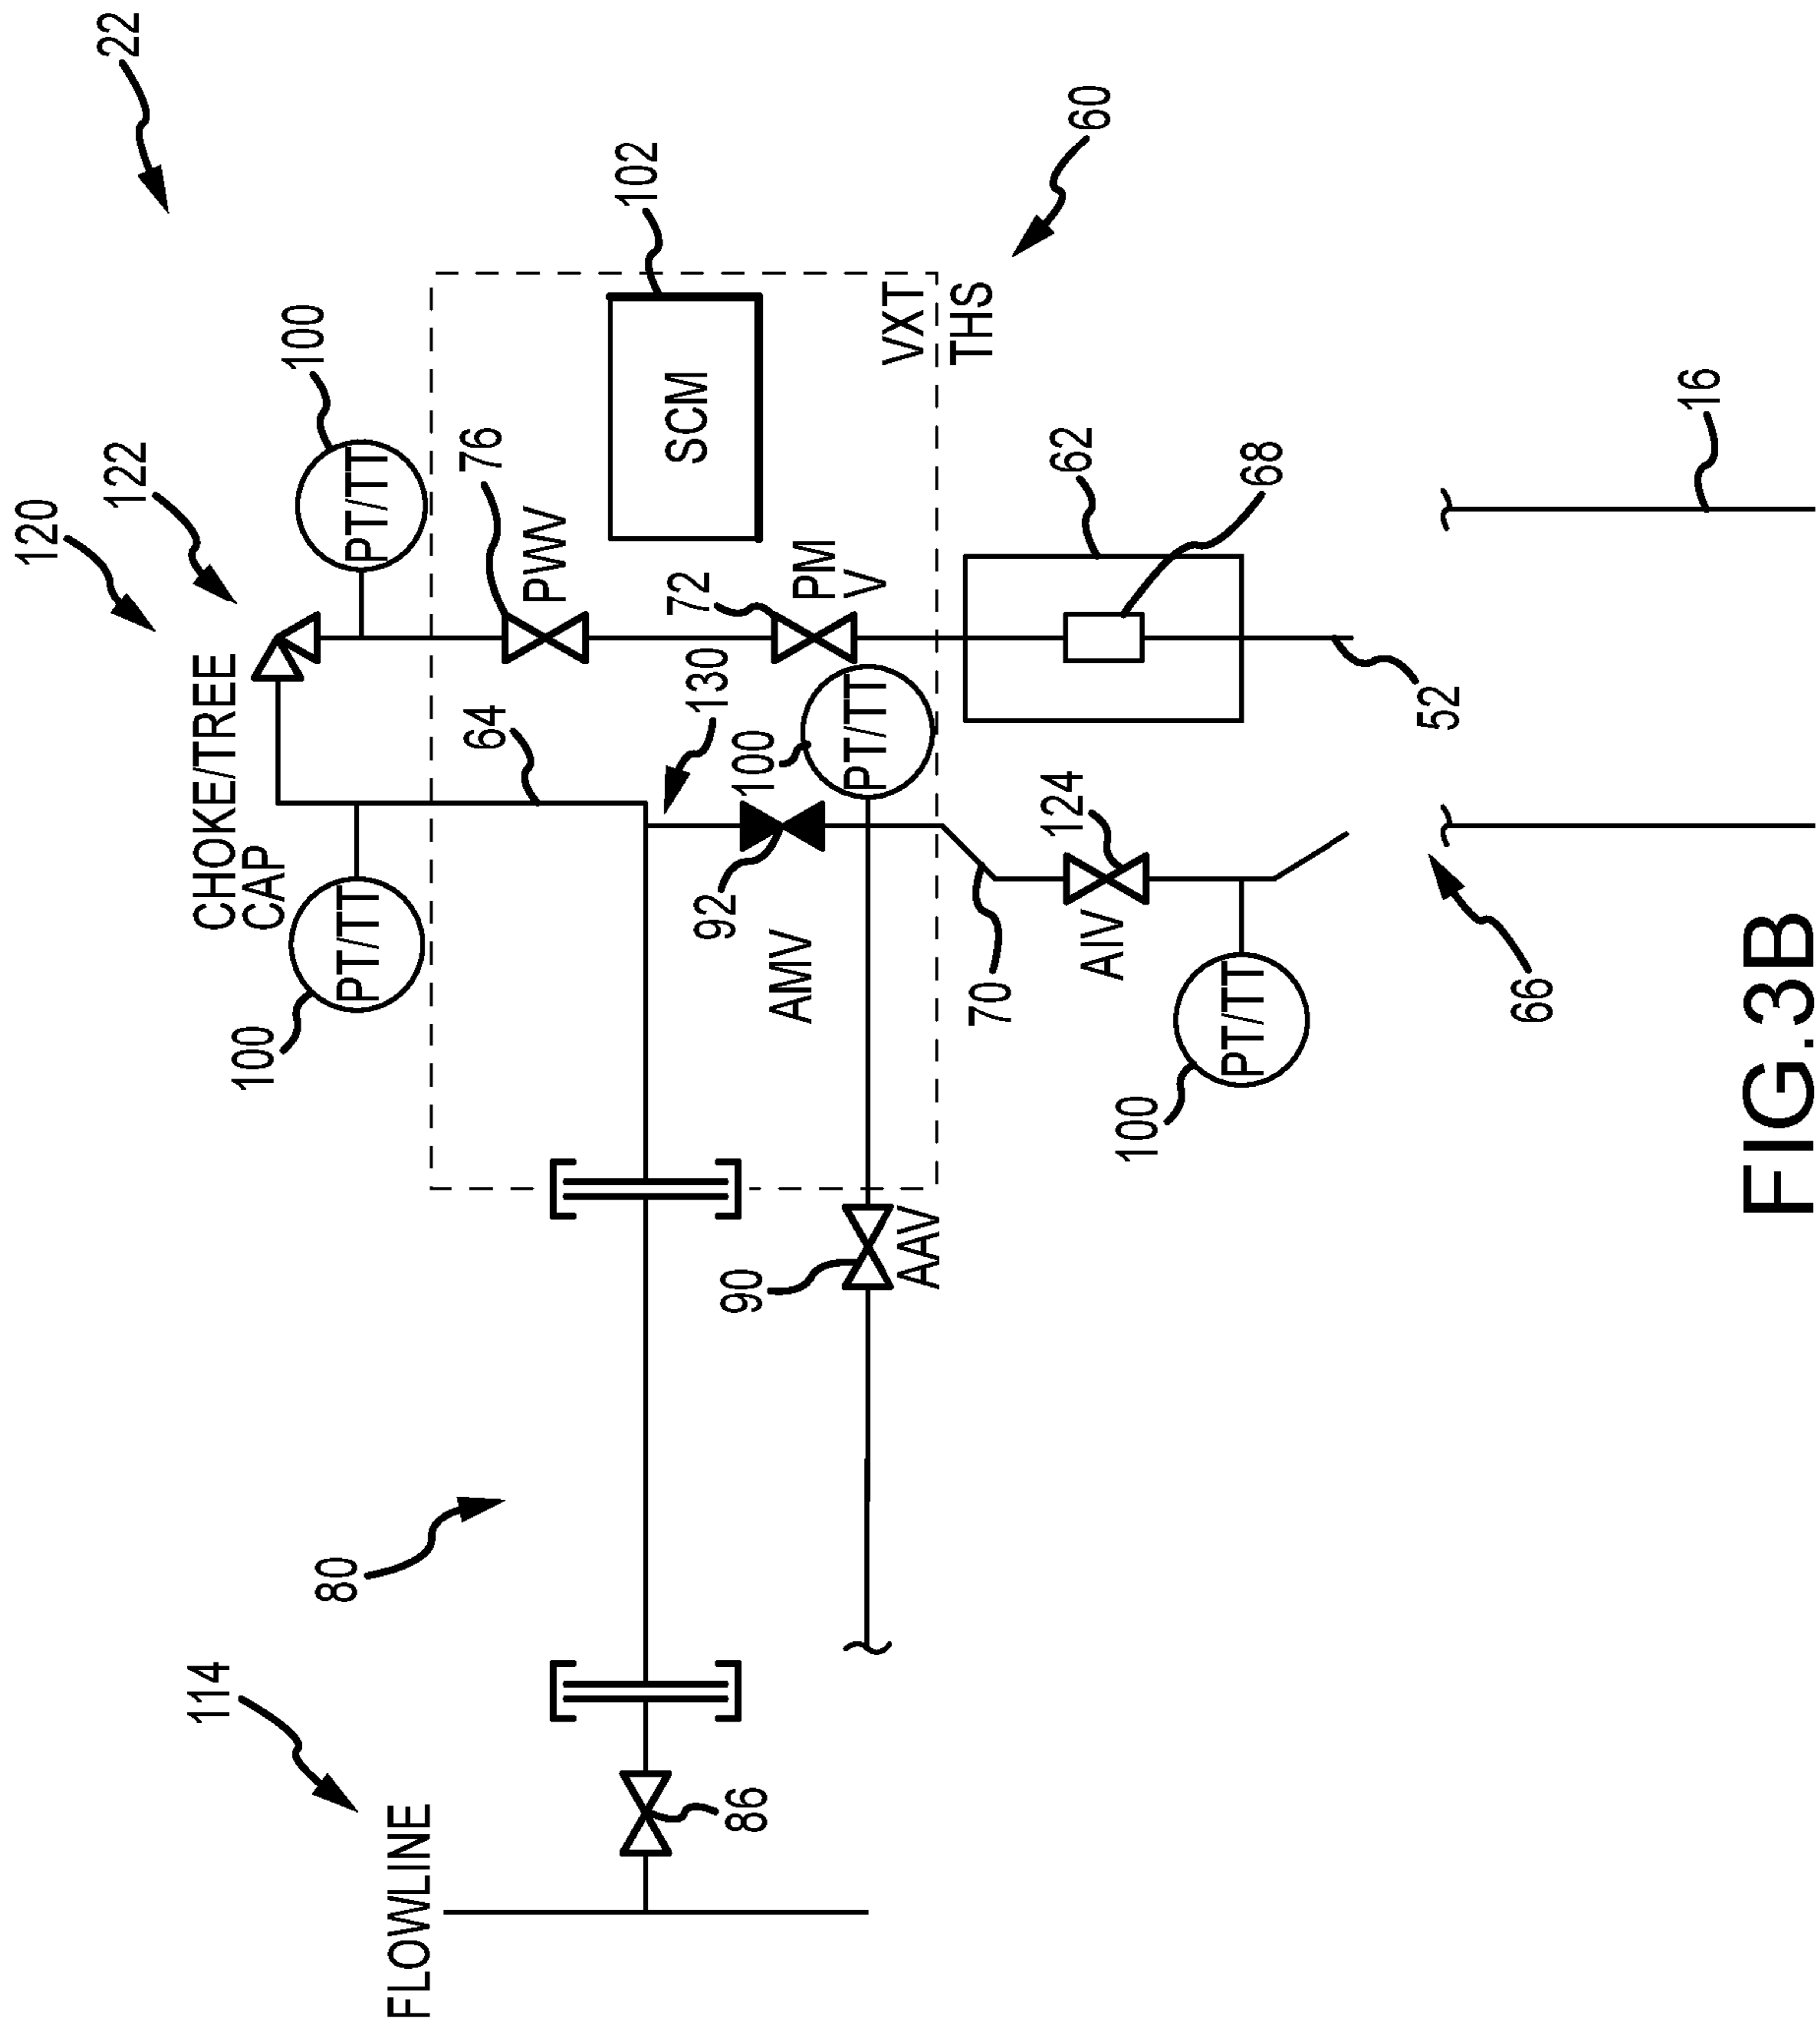 22
120
122
CHOKE/TREE
CAP
100
PT/TT
100
PT/TT
76
PWV
102
SCM
64
130
72
PM
V
100
PT/TT
92
AMV
VXT
THS
60
114
FLOWLINE
80
86
90
AAV
70
AIV
124
100
PT/TT
62
68
52
66
16
FIG.3B